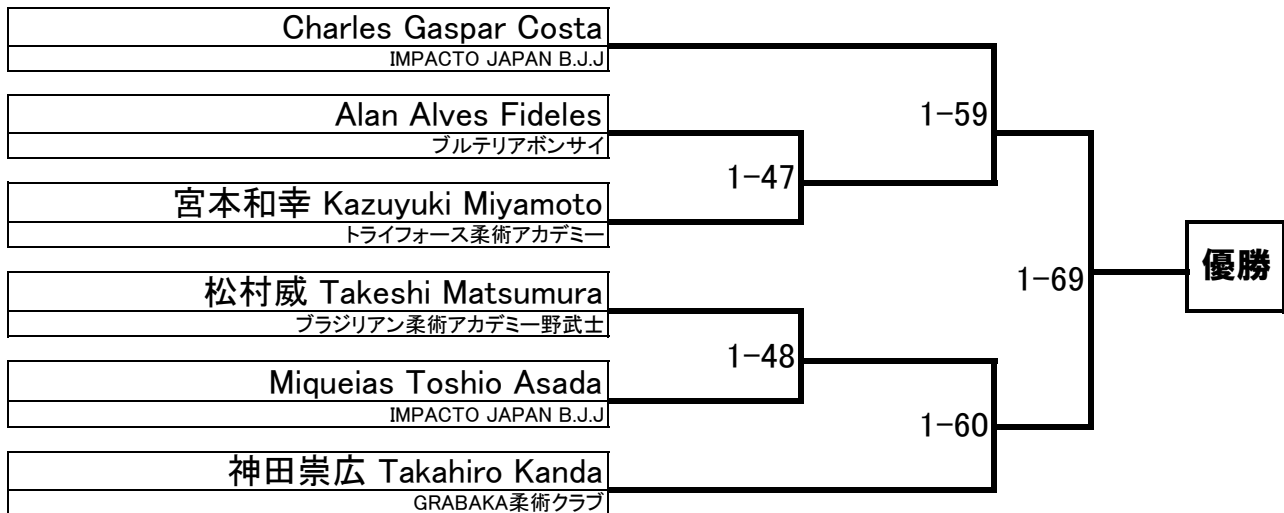 Charles Gaspar Costa
IMPACTO JAPAN B.J.J
Alan Alves Fideles
ブルテリアボンサイ
宮本和幸 Kazuyuki Miyamoto
トライフォース柔術アカデミー
松村威 Takeshi Matsumura
ブラジリアン柔術アカデミー野武士
Miqueias Toshio Asada
IMPACTO JAPAN B.J.J
神田崇広 Takahiro Kanda
GRABAKA柔術クラブ
1-47
1-48
1-59
1-60
1-69
優勝